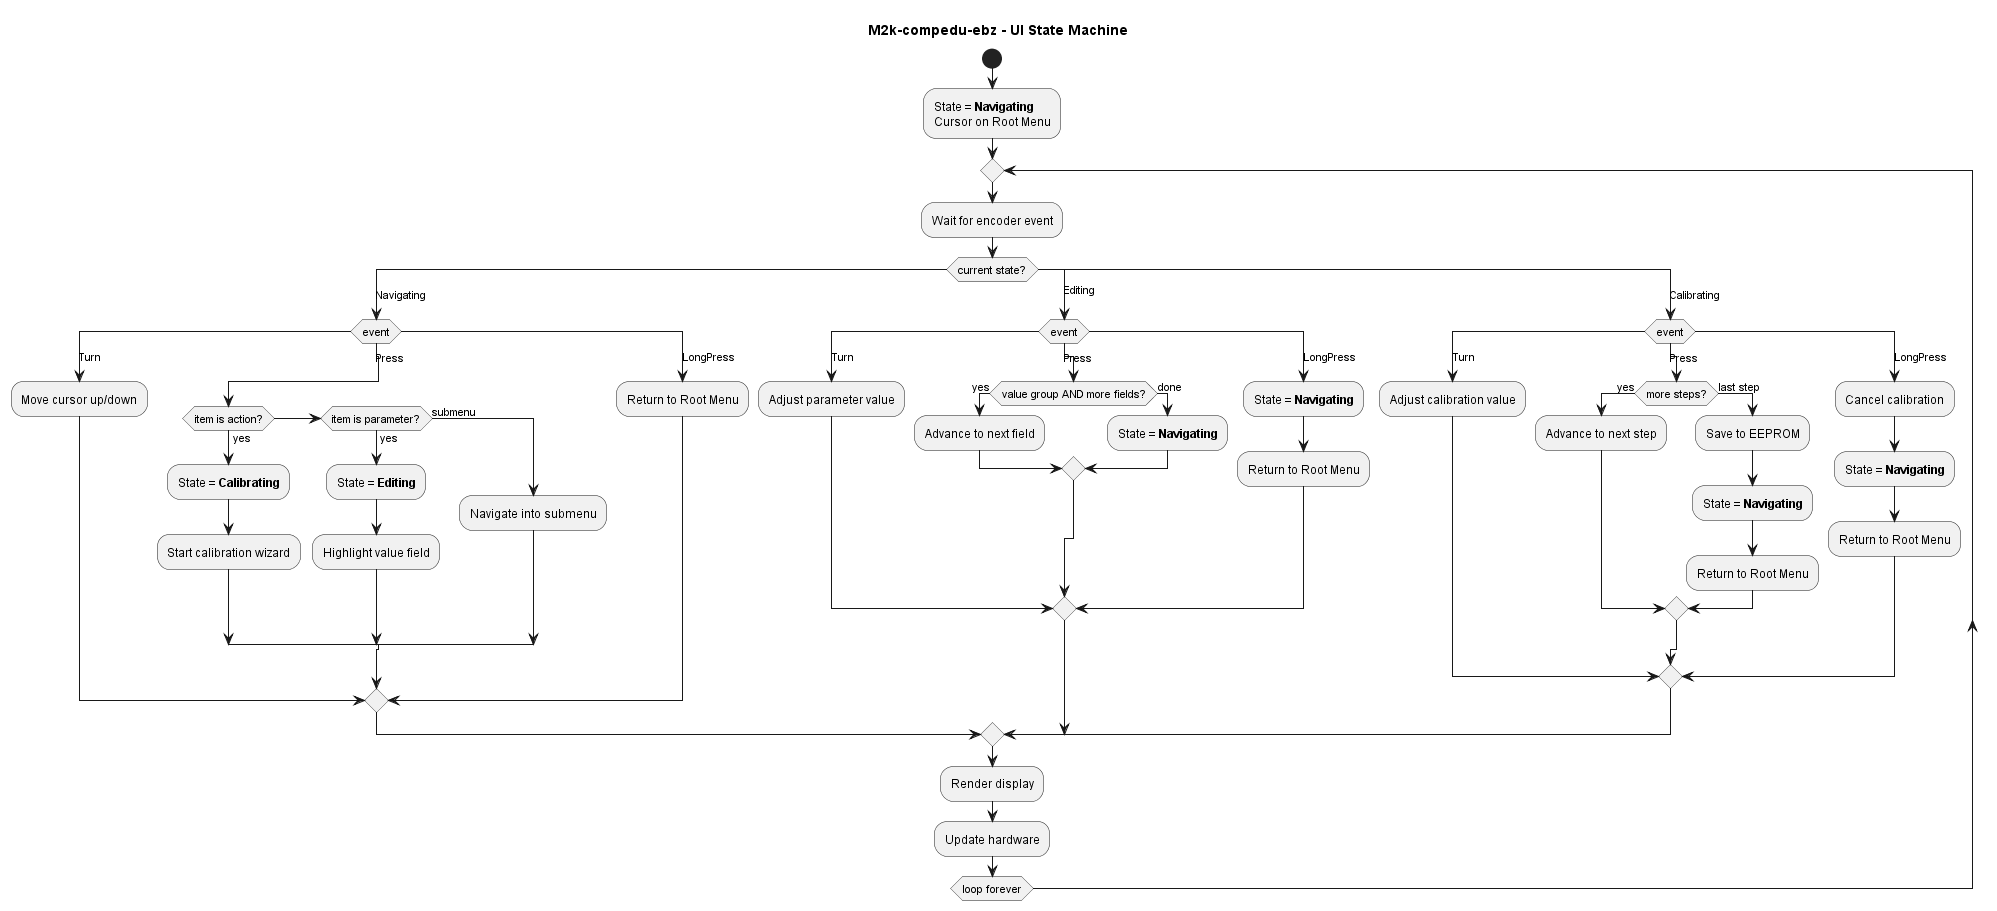 M2k-compedu-ebz - UI State Machine
State = Navigating
Cursor on Root Menu
Wait for encoder event
current state?
Navigating
Editing
Calibrating
event
event
event
Turn
Press
LongPress
Turn
Press
LongPress
Turn
Press
LongPress
Move cursor up/down
item is action?
yes
State = Calibrating
Start calibration wizard
item is parameter?
yes
State = Editing
Highlight value field
submenu
Navigate into submenu
Return to Root Menu
Adjust parameter value
value group AND more fields?
yes
done
Advance to next field
State = Navigating
State = Navigating
Return to Root Menu
Adjust calibration value
more steps?
yes
last step
Advance to next step
Save to EEPROM
State = Navigating
Return to Root Menu
Cancel calibration
State = Navigating
Return to Root Menu
Render display
Update hardware
loop forever